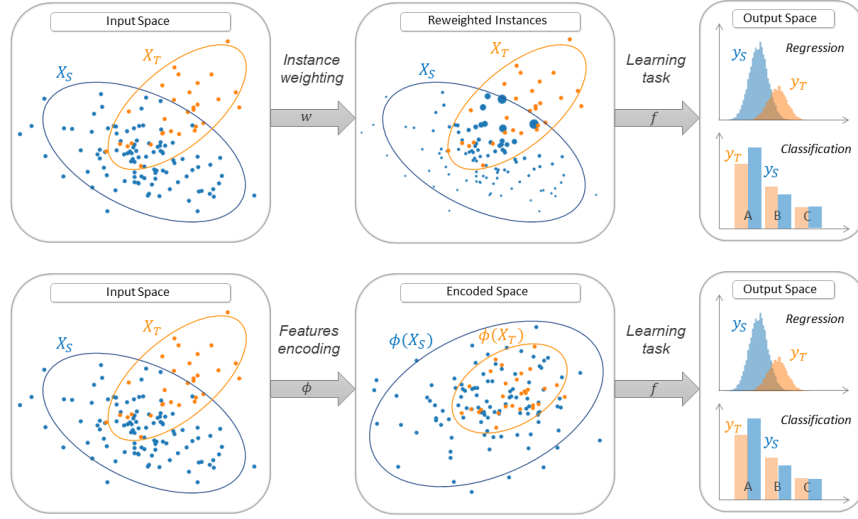 Input Space
X_S
X_T
Instance
weighting
w
Reweighted Instances
X_S
X_T
Learning
task
f
Output Space
Regression
y_S
y_T
Classification
y_T
y_S
A B C
Input Space
X_S
X_T
Features
encoding
ϕ
Encoded Space
ϕ(X_S)
ϕ(X_T)
Learning
task
f
Output Space
Regression
y_S
y_T
Classification
y_T
y_S
A B C